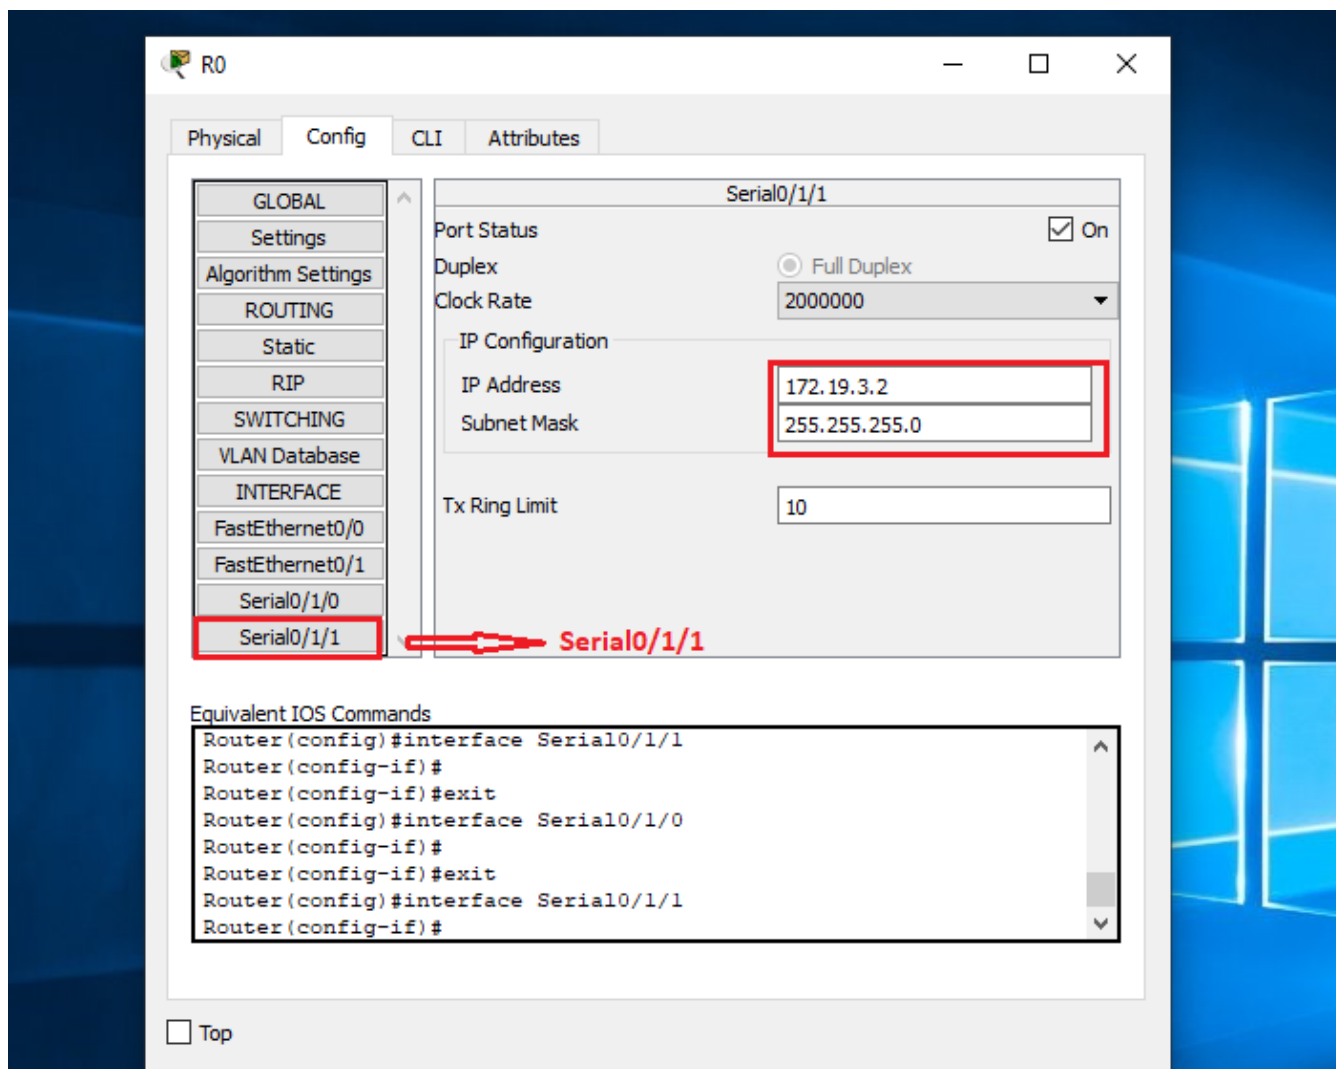 R0
Physical Config CLI Attributes
GLOBAL
Settings
Algorithm Settings
ROUTING
Static
RIP
SWITCHING
VLAN Database
INTERFACE
FastEthernet0/0
FastEthernet0/1
Serial0/1/0
Serial0/1/1
Serial0/1/1
Port Status On
Duplex Full Duplex
Clock Rate 2000000
IP Configuration
IP Address 172.19.3.2
Subnet Mask 255.255.255.0
Tx Ring Limit 10
Serial0/1/1
Equivalent IOS Commands
Router(config)#interface Serial0/1/1
Router(config-if)#
Router(config-if)#exit
Router(config)#interface Serial0/1/0
Router(config-if)#
Router(config-if)#exit
Router(config)#interface Serial0/1/1
Router(config-if)#
Top